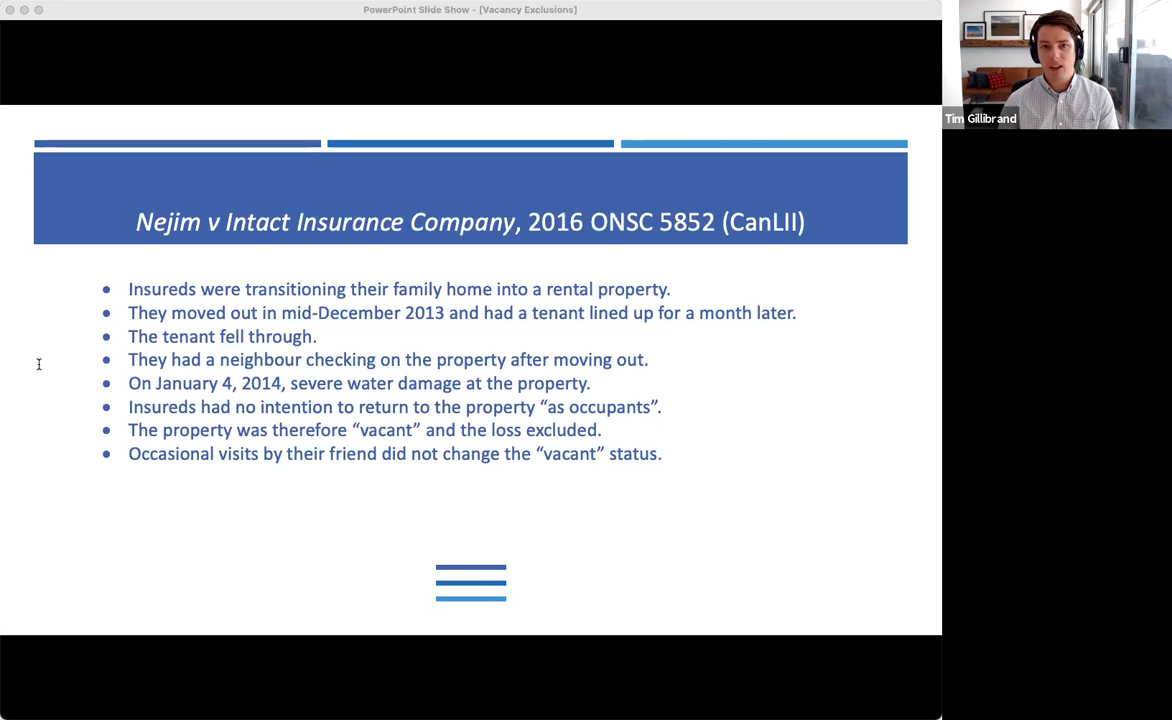 PowerPoint Slide Show - [Vacancy Exclusions]
Tim Gillibrand
Nejim v Intact Insurance Company, 2016 ONSC 5852 (CanLII)
● Insureds were transitioning their family home into a rental property.
● They moved out in mid-December 2013 and had a tenant lined up for a month later.
● The tenant fell through.
● They had a neighbour checking on the property after moving out.
● On January 4, 2014, severe water damage at the property.
● Insureds had no intention to return to the property “as occupants”.
● The property was therefore “vacant” and the loss excluded.
● Occasional visits by their friend did not change the “vacant” status.